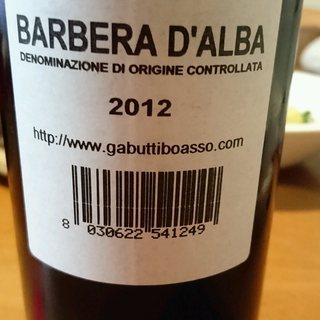 BARBERA D'ALBA
DENOMINAZIONE DI ORIGINE CONTROLLATA
2012
http://www.gabuttiboasso.com
8 030622 541249